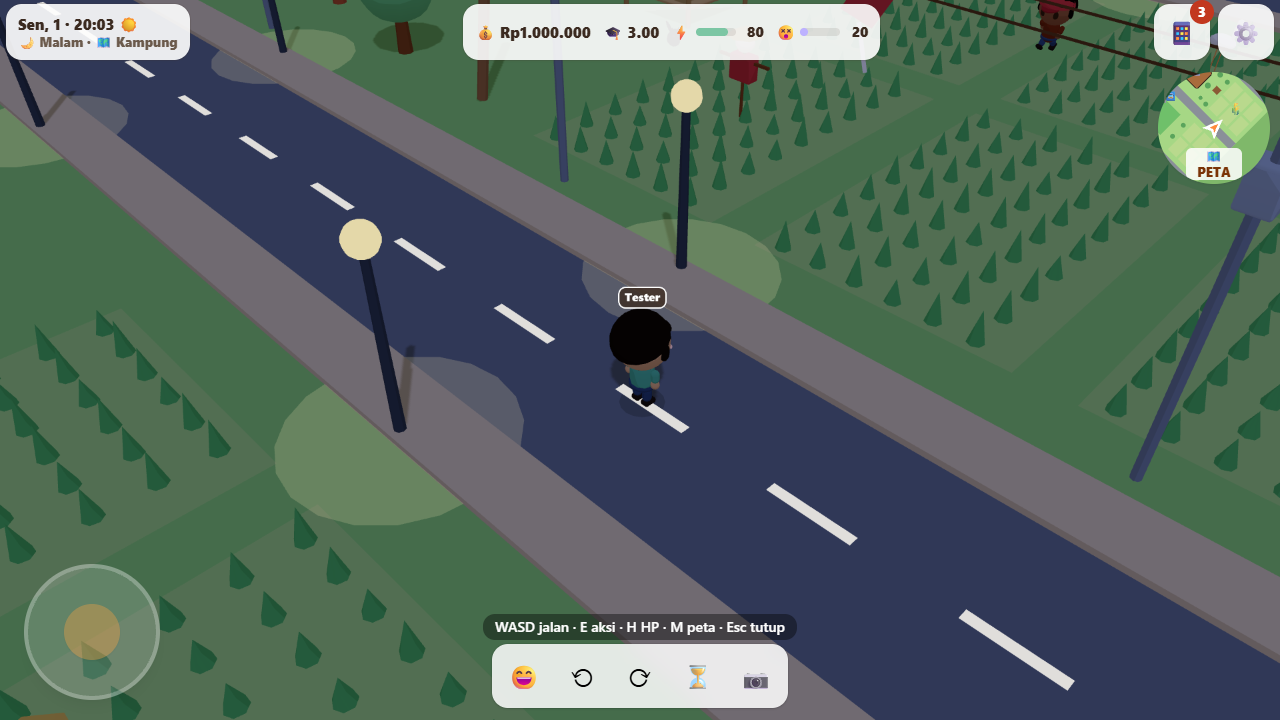 Sen, 1 · 20:03
Malam · Kampung
Rp1.000.000 3.00 80 20
3
PETA
Tester
WASD jalan · E aksi · H HP · M peta · Esc tutup